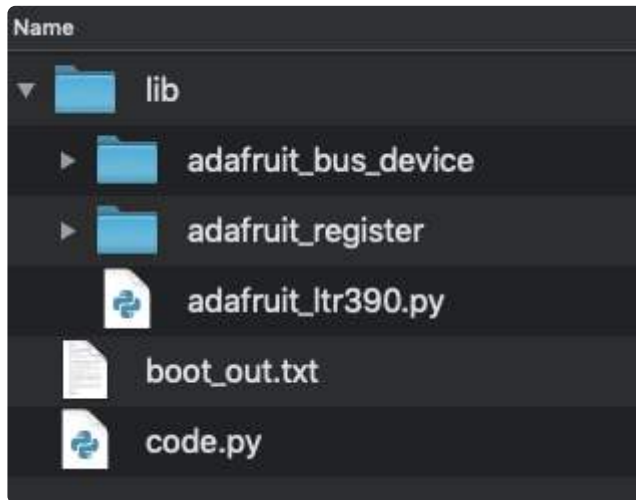 Name
lib
adafruit_bus_device
adafruit_register
adafruit_ltr390.py
boot_out.txt
code.py